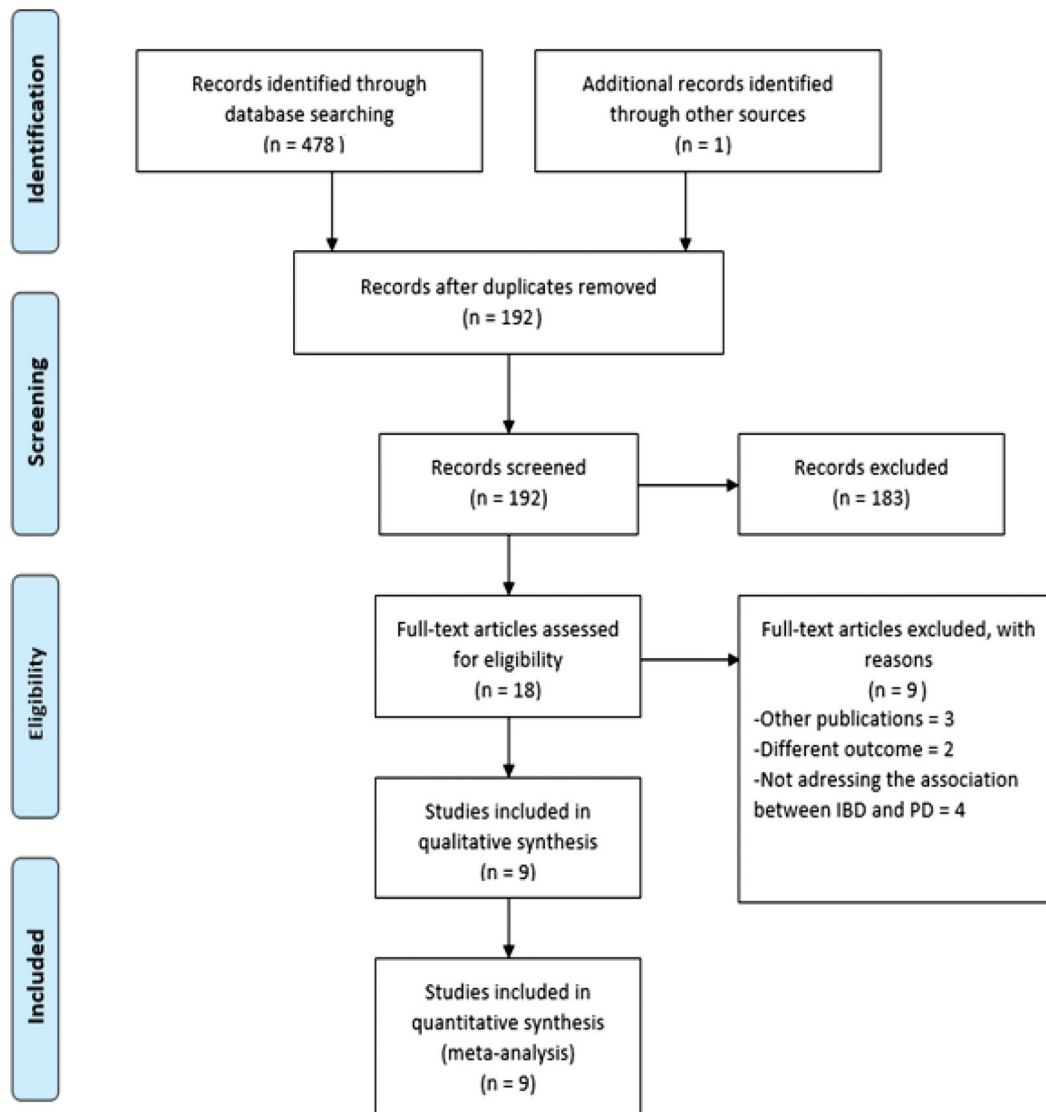 Identification
Records identified through
database searching
(n = 478)
Additional records identified
through other sources
(n = 1)
Records after duplicates removed
(n = 192)
Screening
Records screened
(n = 192)
Records excluded
(n = 183)
Eligibility
Full-text articles assessed
for eligibility
(n = 18)
Full-text articles excluded, with
reasons
(n = 9)
-Other publications = 3
-Different outcome = 2
-Not adressing the association
between IBD and PD = 4
Studies included in
qualitative synthesis
(n = 9)
Included
Studies included in
quantitative synthesis
(meta-analysis)
(n = 9)